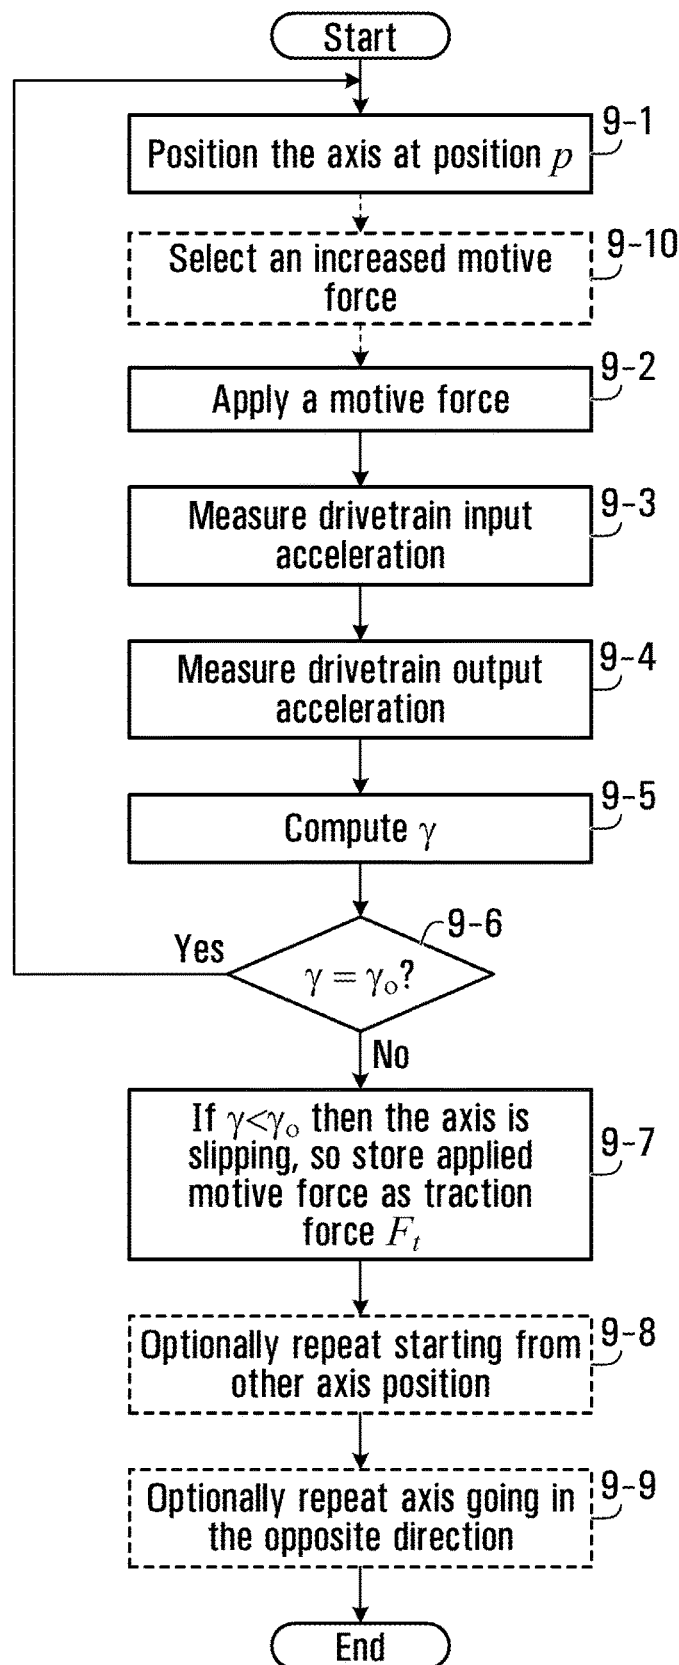 Start
9-1
Position the axis at position p
9-10
Select an increased motive
force
9-2
Apply a motive force
9-3
Measure drivetrain input
acceleration
9-4
Measure drivetrain output
acceleration
9-5
Compute γ
9-6
Yes
γ = γₒ?
No
9-7
If γ<γₒ then the axis is
slipping, so store applied
motive force as traction
force Fₜ
9-8
Optionally repeat starting from
other axis position
9-9
Optionally repeat axis going in
the opposite direction
End